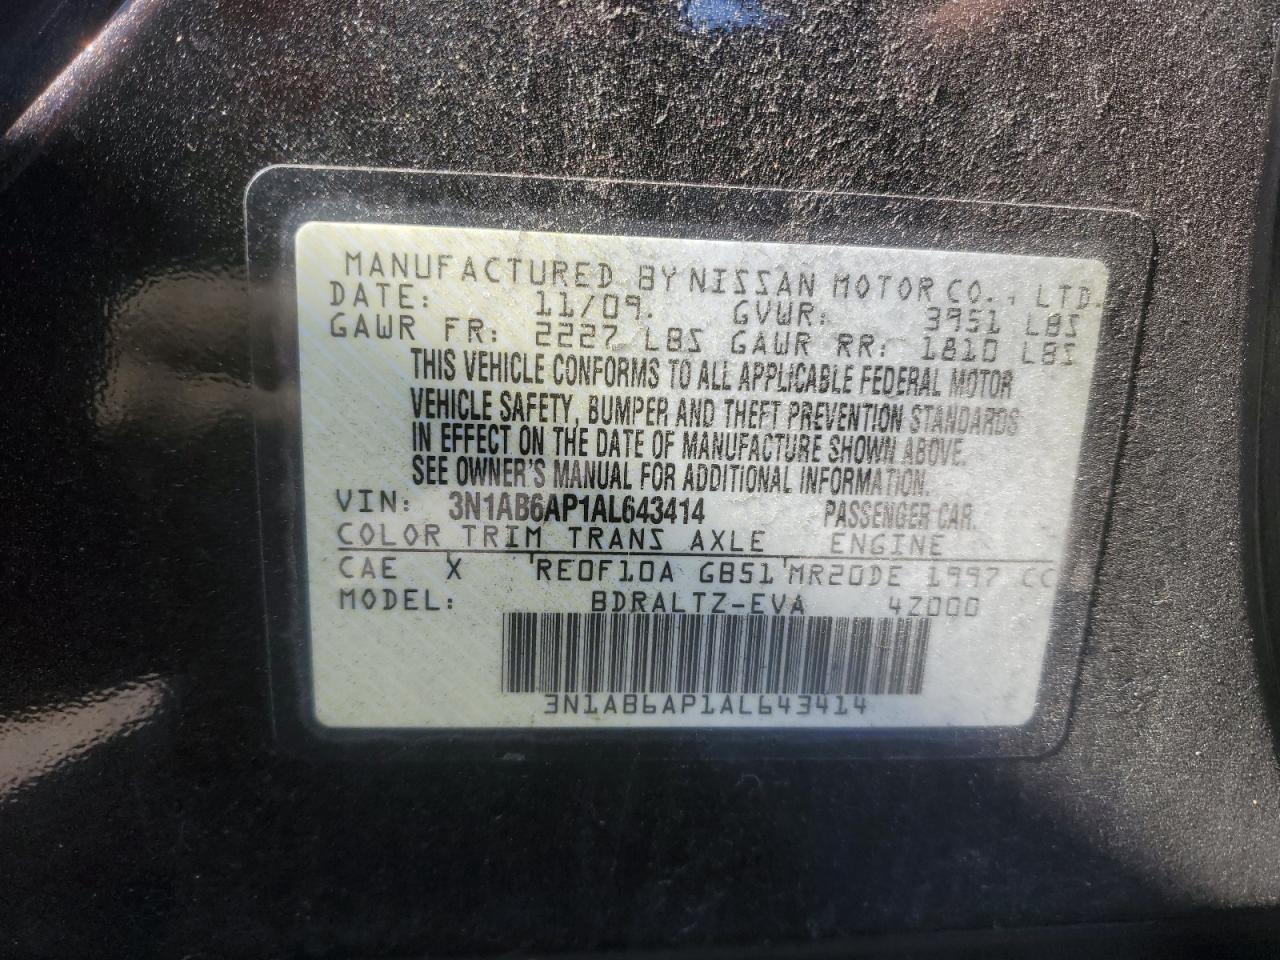 MANUFACTURED BY NISSAN MOTOR CO., LTD.
DATE: 11/09. GVWR: 3951 LBS
GAWR FR: 2227 LBS GAWR RR: 1810 LBS
THIS VEHICLE CONFORMS TO ALL APPLICABLE FEDERAL MOTOR
VEHICLE SAFETY, BUMPER AND THEFT PREVENTION STANDARDS
IN EFFECT ON THE DATE OF MANUFACTURE SHOWN ABOVE.
SEE OWNER'S MANUAL FOR ADDITIONAL INFORMATION.
VIN: 3N1AB6AP1AL643414 PASSENGER CAR.
COLOR TRIM TRANS AXLE ENGINE
CAE X RE0F10A GB51 MR20DE 1997 CC
MODEL: BDRALTZ-EVA 4Z000
3N1AB6AP1AL643414